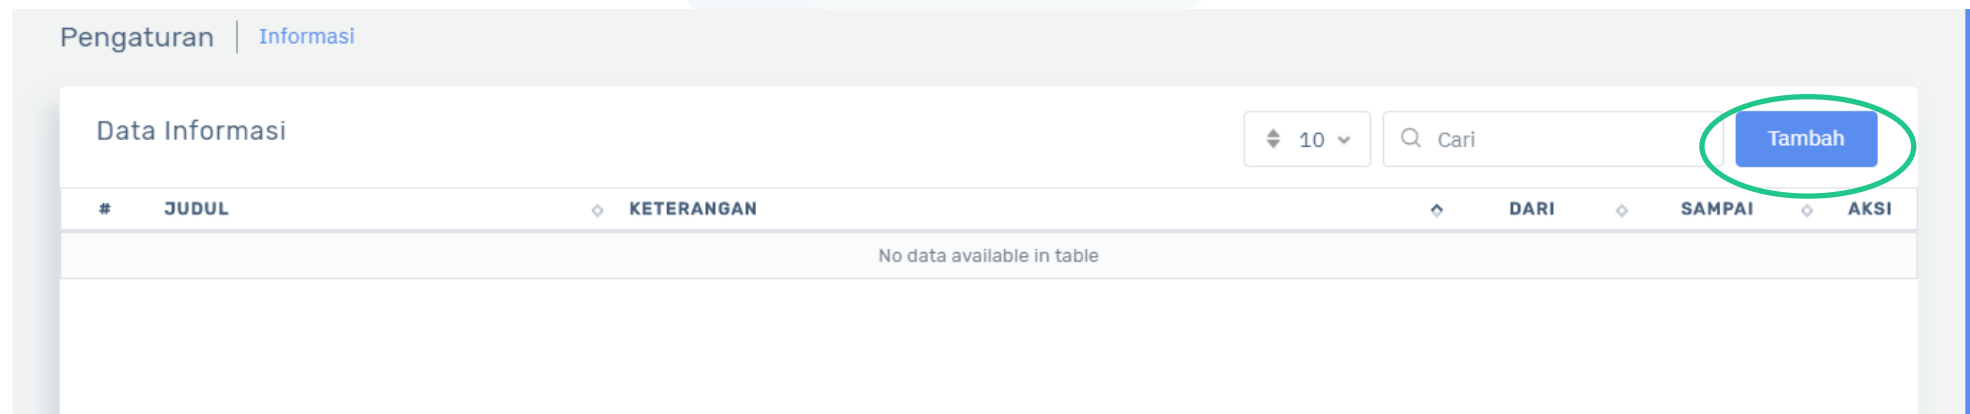 Pengaturan Informasi
Data Informasi 10 Cari Tambah
# JUDUL KETERANGAN DARI SAMPAI AKSI
No data available in table